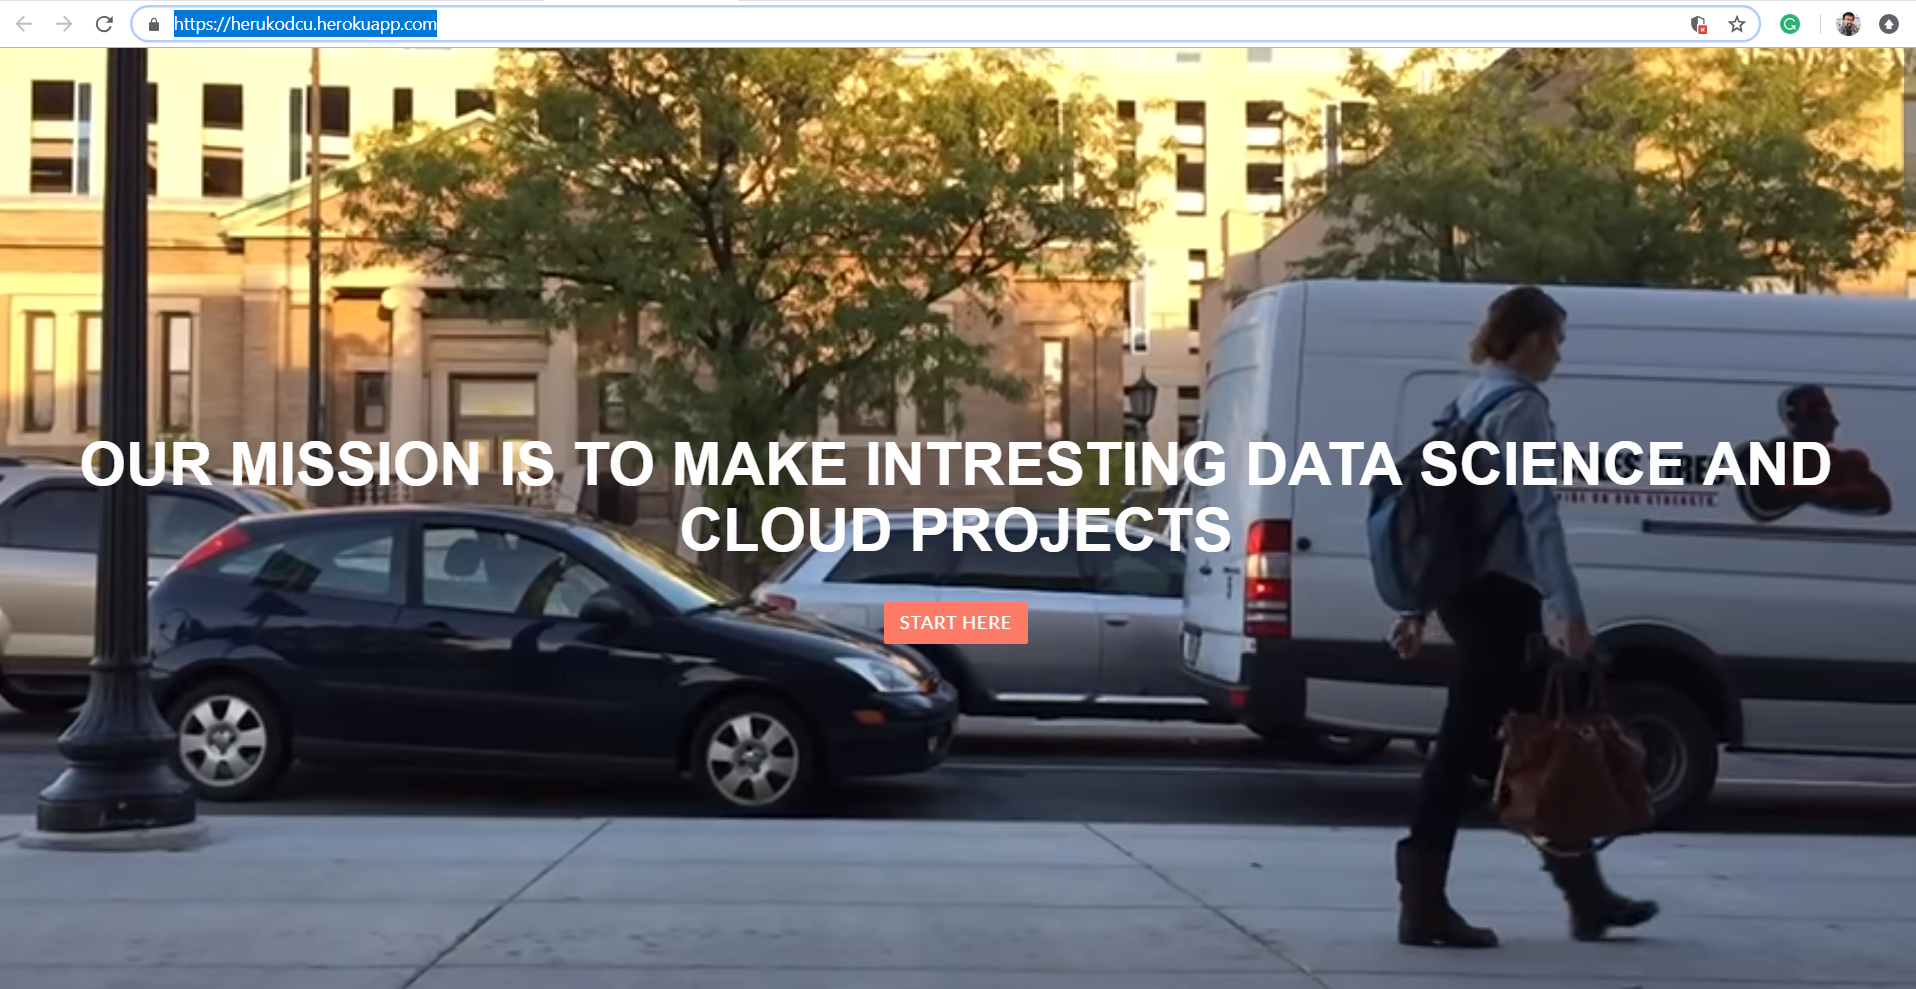 https://herukodcu.herokuapp.com
OUR MISSION IS TO MAKE INTRESTING DATA SCIENCE AND
CLOUD PROJECTS
START HERE